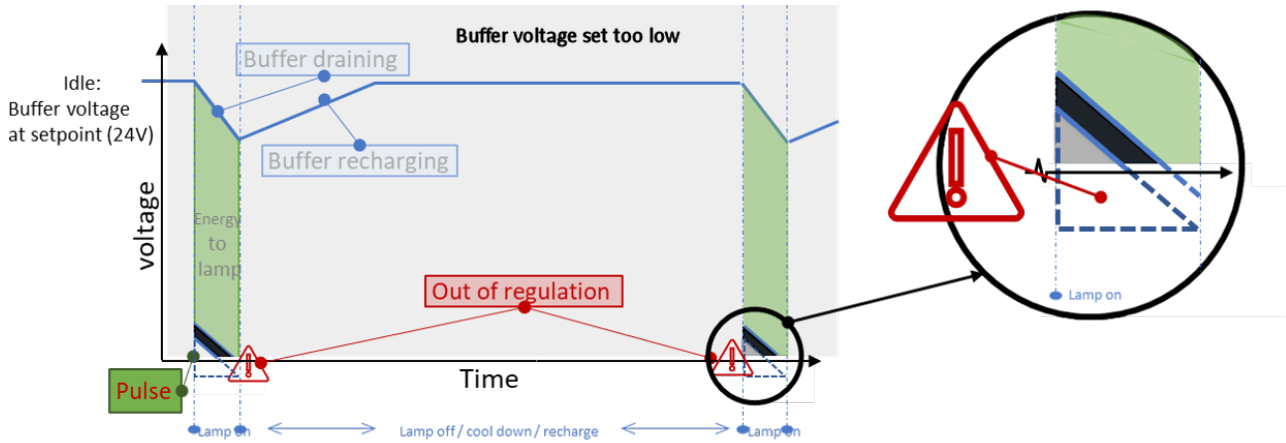 Buffer voltage set too low
Buffer draining
Idle:
Buffer voltage
at setpoint (24V)
Buffer recharging
voltage
Energy
to
lamp
Out of regulation
Pulse
Time
Lamp on
Lamp off / cool down / recharge
Lamp on
Lamp on